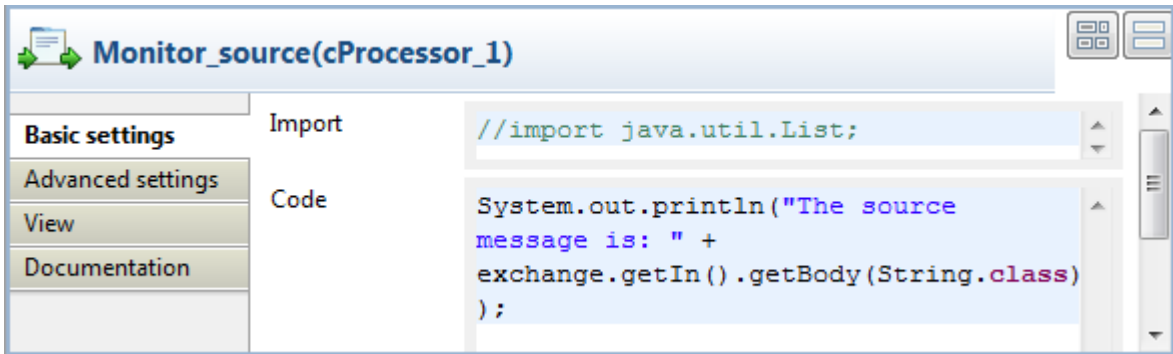 Monitor_source(cProcessor_1)
Basic settings
Advanced settings
View
Documentation
Import
//import java.util.List;
Code
System.out.println("The source
message is: " +
exchange.getIn().getBody(String.class)
);